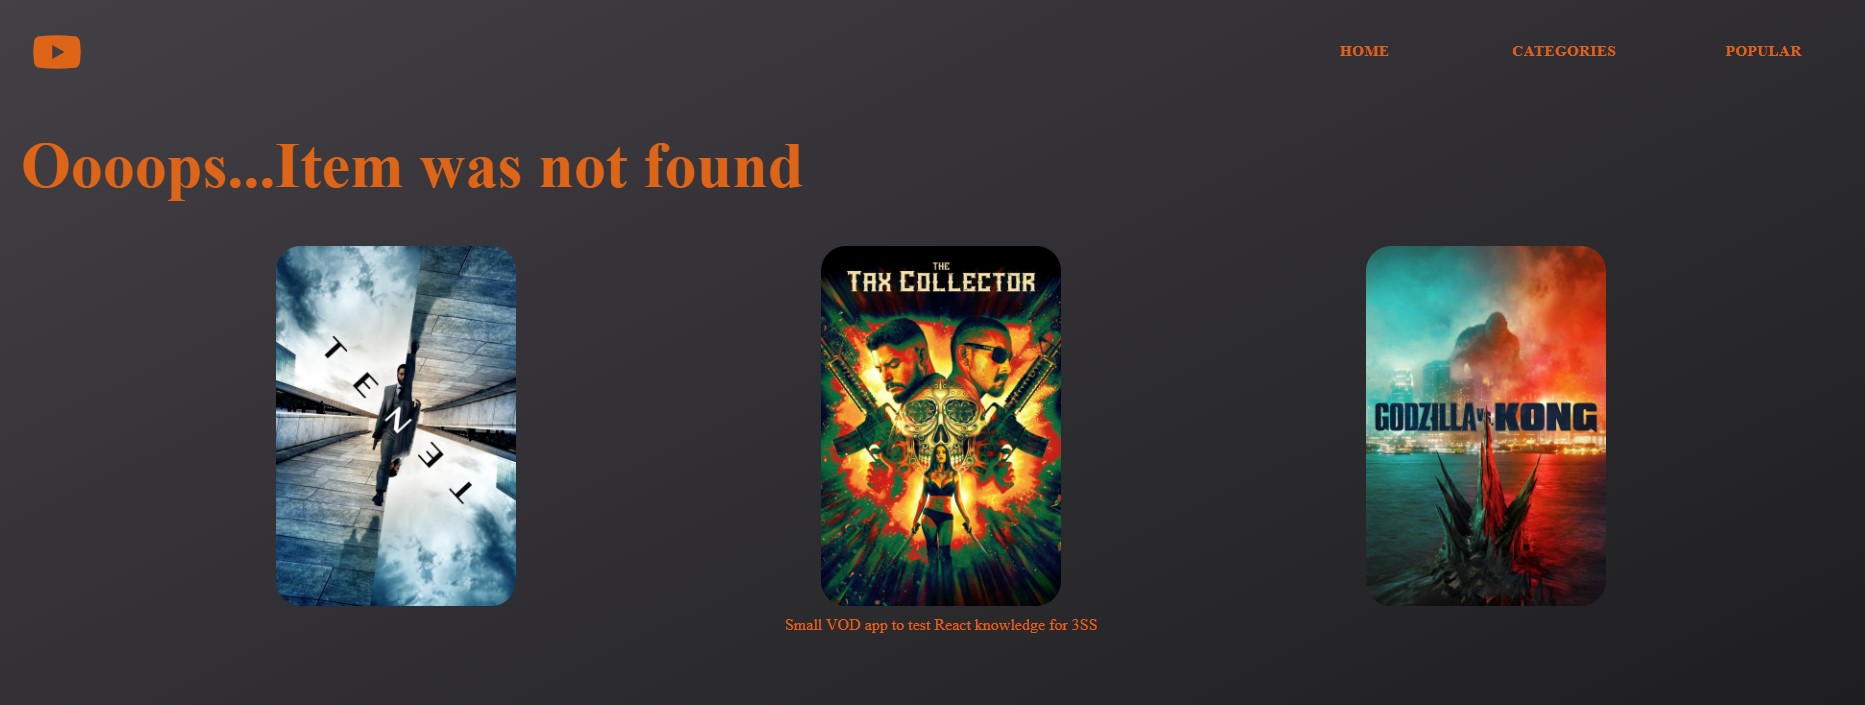 HOME CATEGORIES POPULAR
Oooops...Item was not found
TENET
THE
TAX COLLECTOR
GODZILLA VS. KONG
Small VOD app to test React knowledge for 3SS